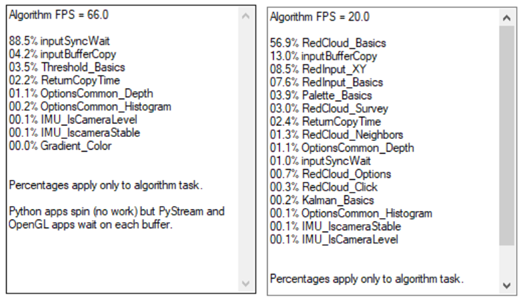 Algorithm FPS = 66.0
88.5% inputSyncWait
04.2% inputBufferCopy
03.5% Threshold_Basics
02.2% ReturnCopyTime
01.1% OptionsCommon_Depth
00.2% OptionsCommon_Histogram
00.1% IMU_IsCameraLevel
00.1% IMU_IscameraStable
00.0% Gradient_Color
Percentages apply only to algorithm task.
Python apps spin (no work) but PyStream and
OpenGL apps wait on each buffer.
Algorithm FPS = 20.0
56.9% RedCloud_Basics
13.0% inputBufferCopy
08.5% RedInput_XY
07.6% RedInput_Basics
03.9% Palette_Basics
03.0% RedCloud_Survey
02.4% ReturnCopyTime
01.3% RedCloud_Neighbors
01.1% OptionsCommon_Depth
01.0% inputSyncWait
00.7% RedCloud_Options
00.3% RedCloud_Click
00.2% Kalman_Basics
00.1% OptionsCommon_Histogram
00.1% IMU_IscameraStable
00.1% IMU_IsCameraLevel
Percentages apply only to algorithm task.